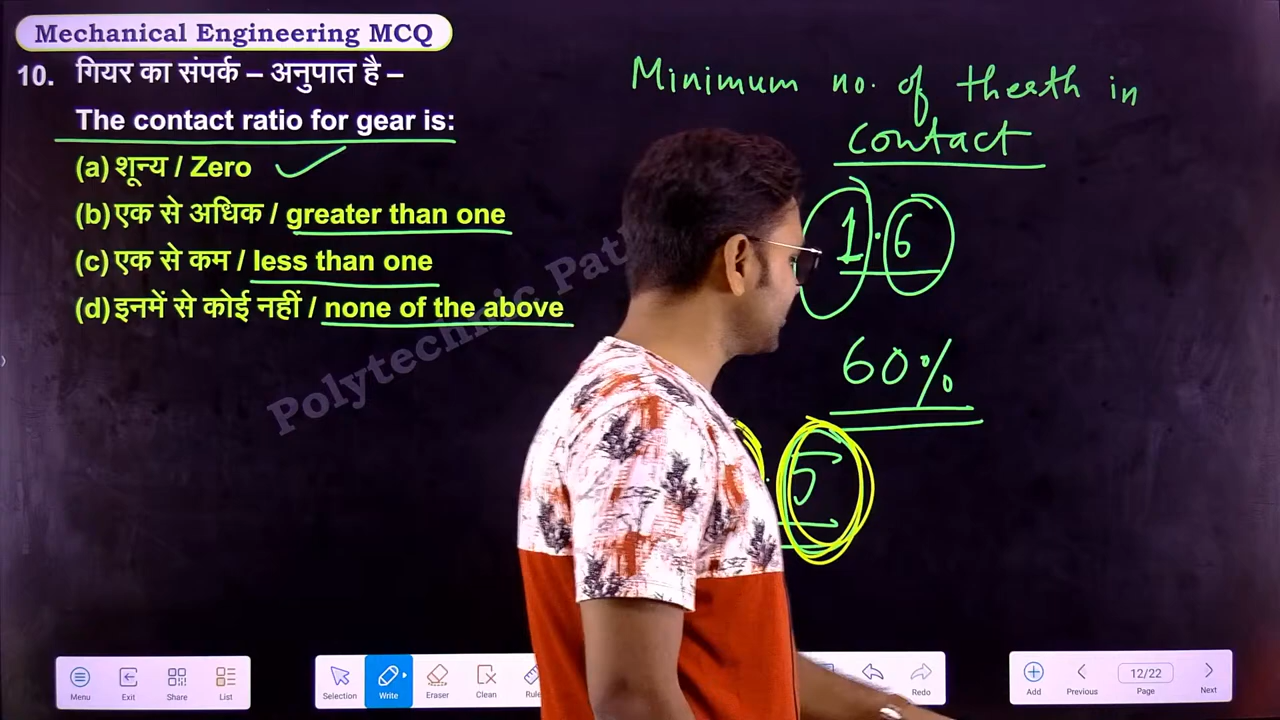 Mechanical Engineering MCQ
10. गियर का संपर्क – अनुपात है –
The contact ratio for gear is:
(a) शून्य / Zero
(b) एक से अधिक / greater than one
(c) एक से कम / less than one
(d) इनमें से कोई नहीं / none of the above
Minimum no. of theeth in
contact
1.6
60%
. 5
Polytechnic Pat
Menu
Exit
Share
List
Selection
Write
Eraser
Clean
Redo
Add
Previous
12/22
Page
Next